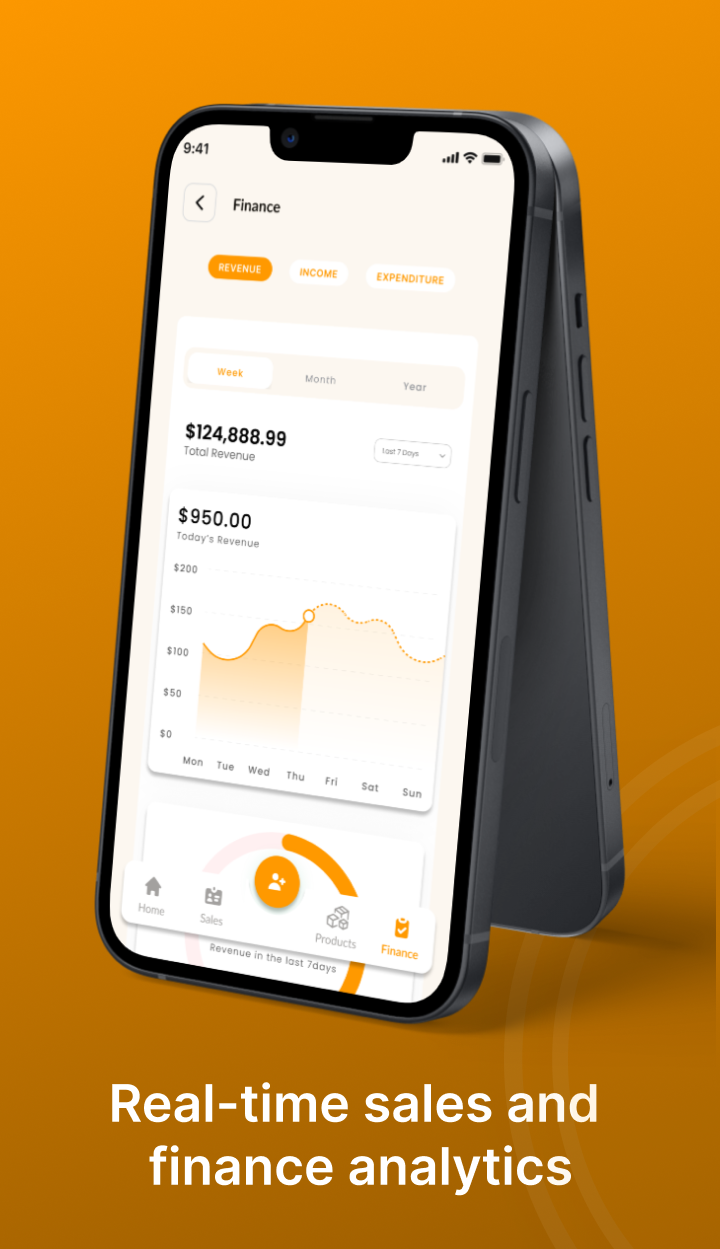 9:41
Finance
REVENUE INCOME EXPENDITURE
Week Month Year
$124,888.99
Total Revenue
Last 7 Days
$950.00
Today's Revenue
$200
$150
$100
$50
$0
Mon Tue Wed Thu Fri Sat Sun
Home Sales Products Finance
Revenue in the last 7days
Real-time sales and
finance analytics